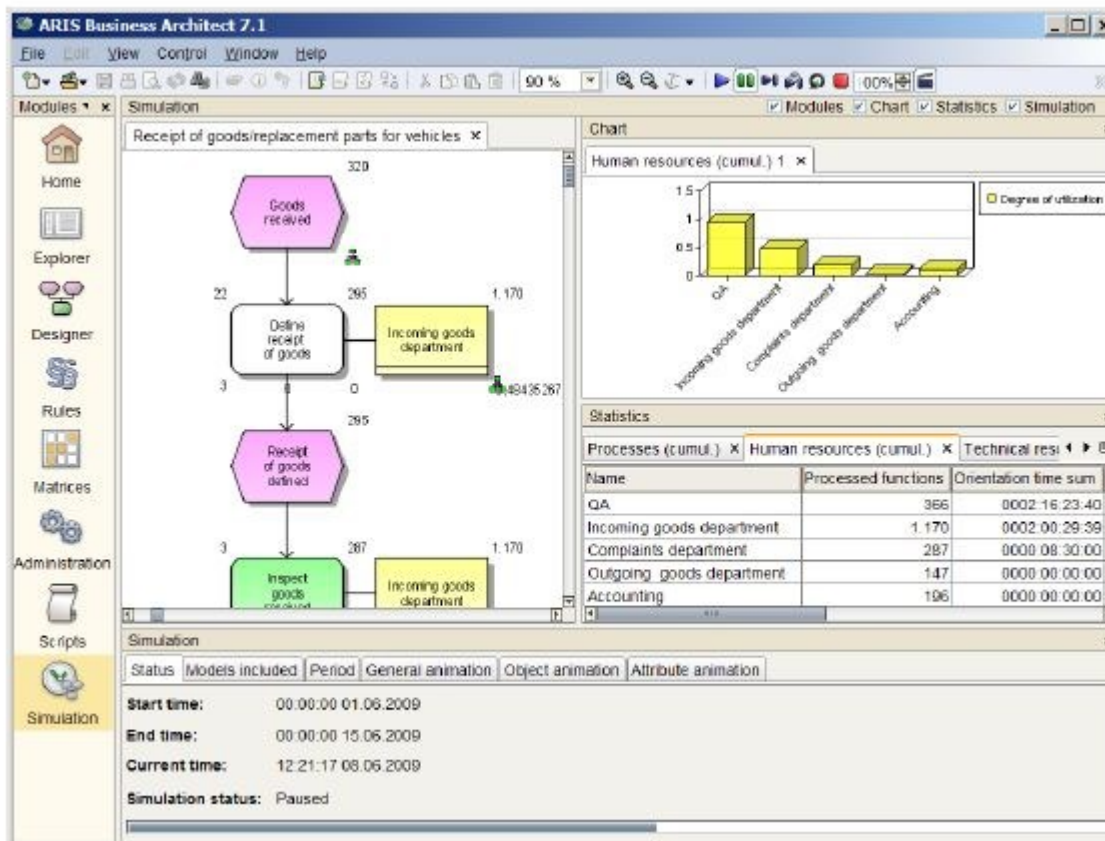 ARIS Business Architect 7.1
File Edit View Control Window Help
90 %
Modules
Simulation
Modules Chart Statistics Simulation
Home
Explorer
Designer
Rules
Matrices
Administration
Scripts
Simulation
Receipt of goods/replacement parts for vehicles
320
Goods
received
22 295 1.170
Define
receipt
of goods
Incoming goods
department
3 0
295
Receipt
of goods
defined
3 287 1.170
Inspect
goods
received
Incoming goods
department
Chart
Human resources (cumul.) 1
1.5
1
0.5
0
Degree of utilization
QA
Incoming goods department
Complaints department
Outgoing goods department
Accounting
Statistics
Processes (cumul.) Human resources (cumul.)
Name Processed functions Orientation time sum
QA 366 0002:16:23:40
Incoming goods department 1.170 0002:00:29:39
Complaints department 287 0000:08:30:00
Outgoing goods department 147 0000:00:00:00
Accounting 196 0000:00:00:00
Simulation
Status Models included Period General animation Object animation Attribute animation
Start time: 00:00:00 01.06.2009
End time: 00:00:00 15.06.2009
Current time: 12:21:17 08.06.2009
Simulation status: Paused